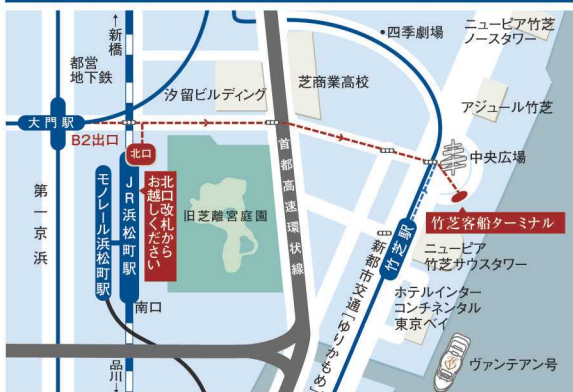 ↑新橋
都営
地下鉄
大門駅
B2出口
北口
汐留ビルディング
芝商業高校
•四季劇場
ニューピア竹芝
ノースタワー
アジュール竹芝
中央広場
竹芝客船ターミナル
第一京浜
モノレール浜松町駅
JR浜松町駅
北口改札から
お越しください
旧芝離宮庭園
首都高速環状線
竹芝駅
新都市交通「ゆりかもめ」
ニューピア
竹芝サウスタワー
ホテルインター
コンチネンタル
東京ベイ
ヴァンテアン号
南口
品川↓